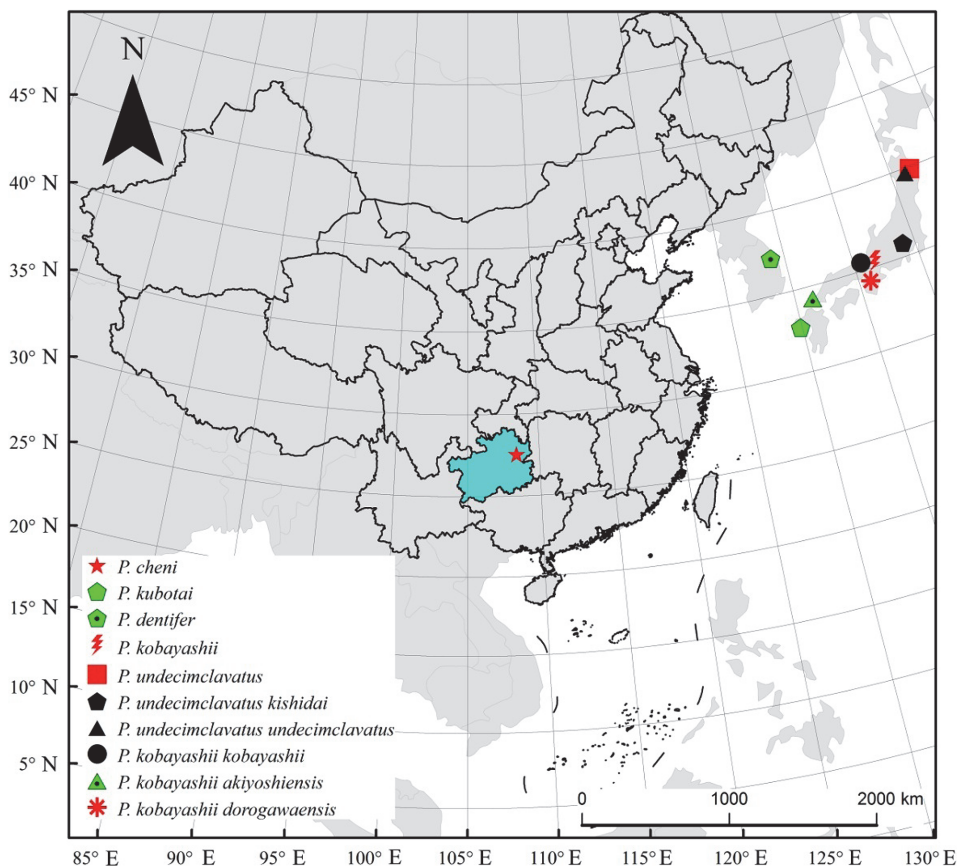 N
45° N
40° N
35° N
30° N
25° N
20° N
15° N
10° N
5° N
P. cheni
P. kubotai
P. dentifer
P. kobayashii
P. undecimclavatus
P. undecimclavatus kishidai
P. undecimclavatus undecimclavatus
P. kobayashii kobayashii
P. kobayashii akiyoshiensis
P. kobayashii dorogawaensis
0 1000 2000 km
85° E 90° E 95° E 100° E 105° E 110° E 115° E 120° E 125° E 130° E